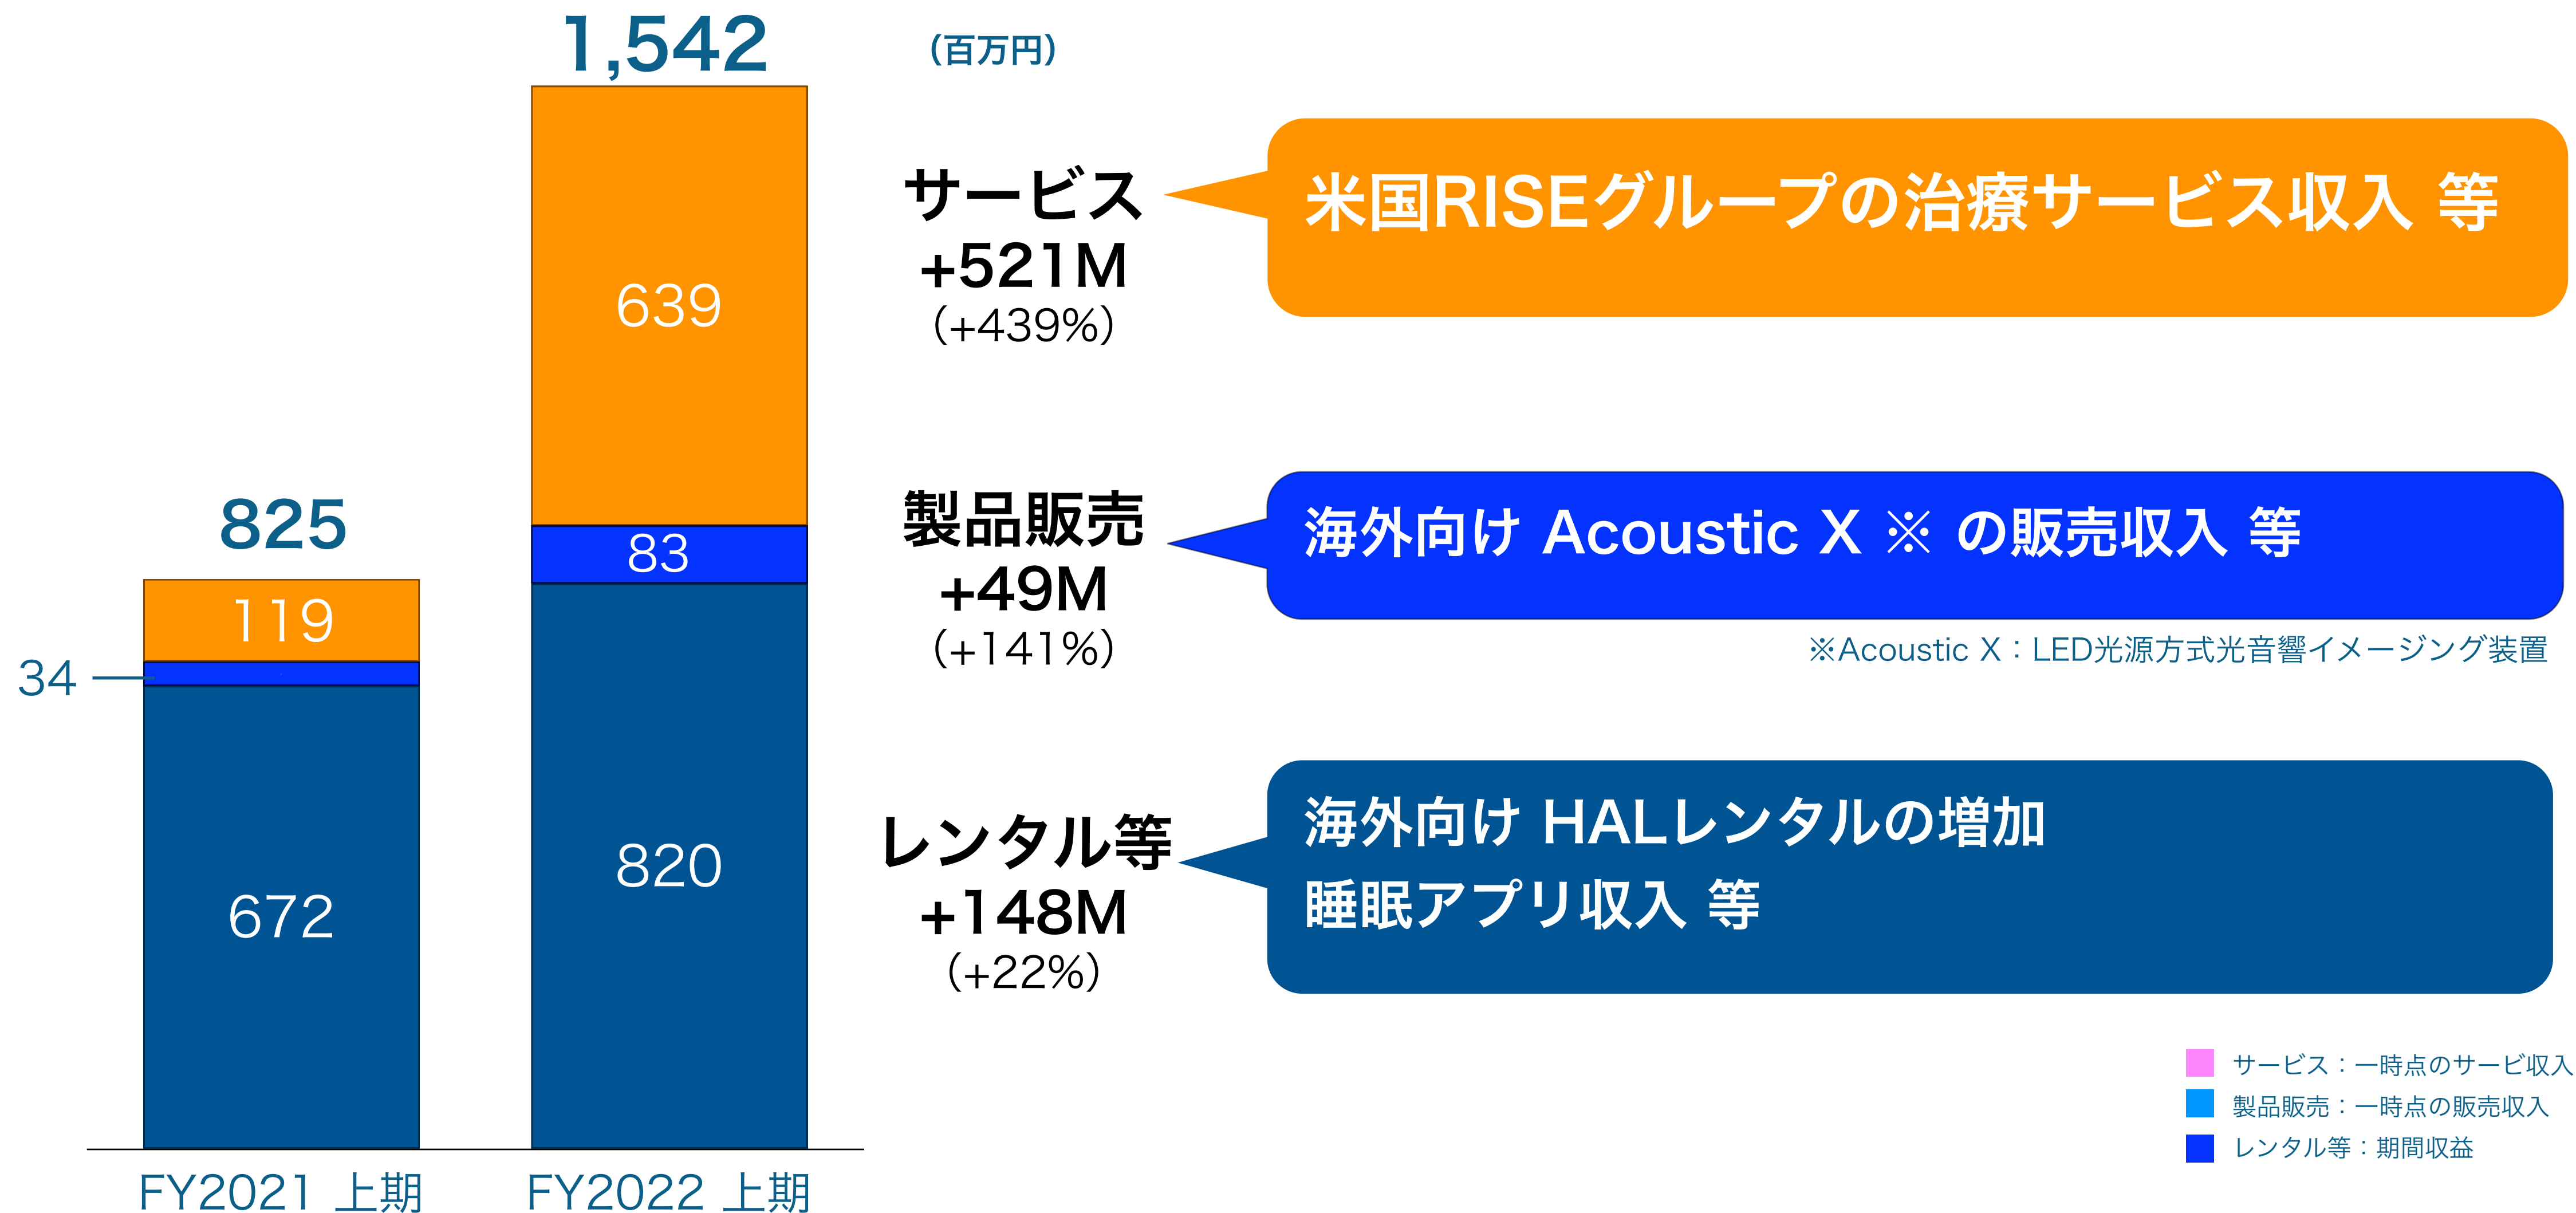 1,542
(百万円)
825
639
83
820
119
34
672
FY2021 上期
FY2022 上期
サービス
+521M
(+439%)
米国RISEグループの治療サービス収入 等
製品販売
+49M
(+141%)
海外向け Acoustic X ※ の販売収入 等
※Acoustic X：LED光源方式光音響イメージング装置
レンタル等
+148M
(+22%)
海外向け HALレンタルの増加
睡眠アプリ収入 等
サービス：一時点のサービ収入
製品販売：一時点の販売収入
レンタル等：期間収益